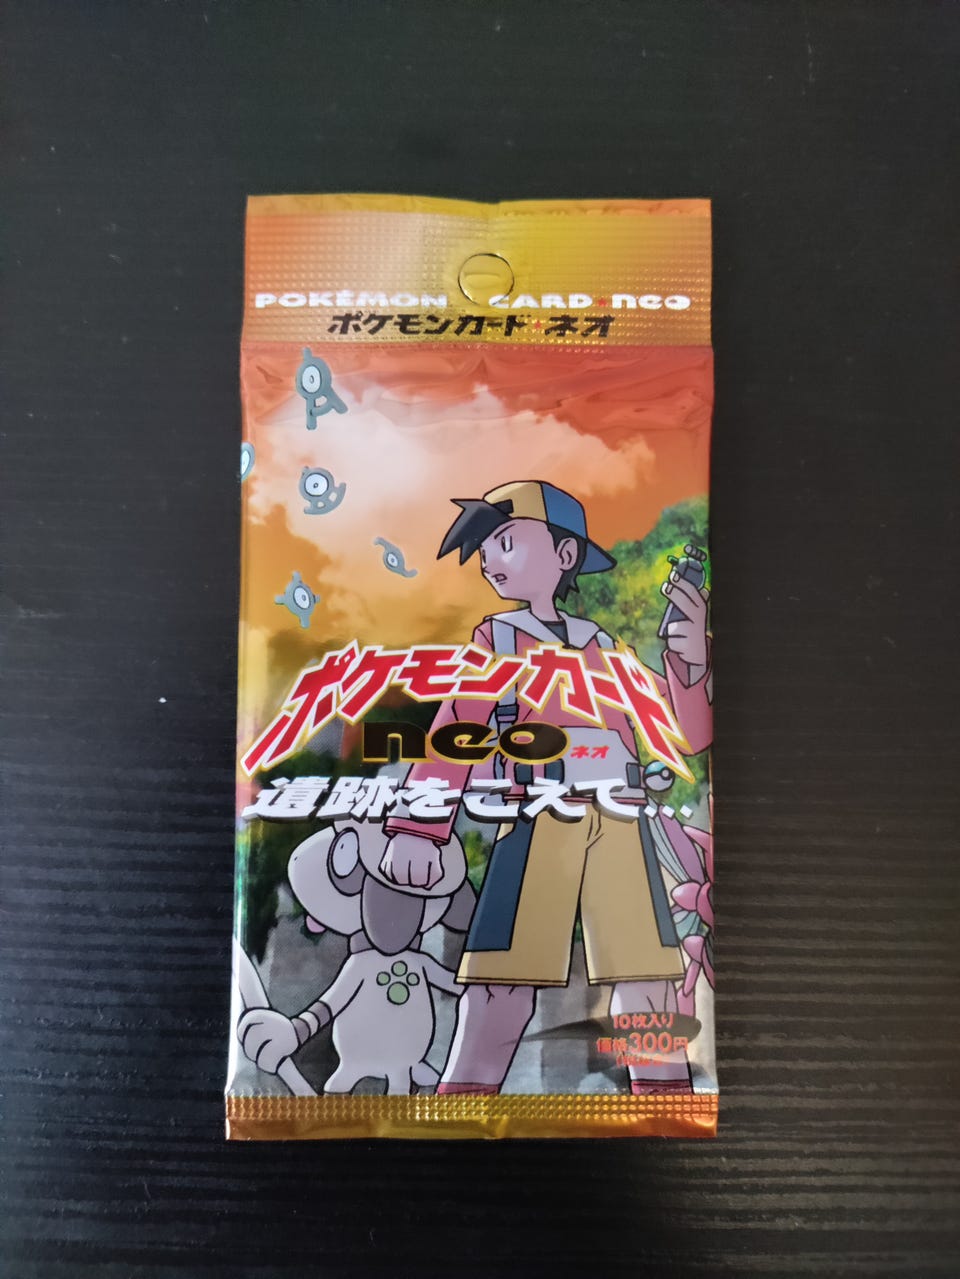 POKÉMON CARD★neo
ポケモンカード★ネオ
ポケモンカード
neo ネオ
遺跡をこえて…
10枚入り
価格300円